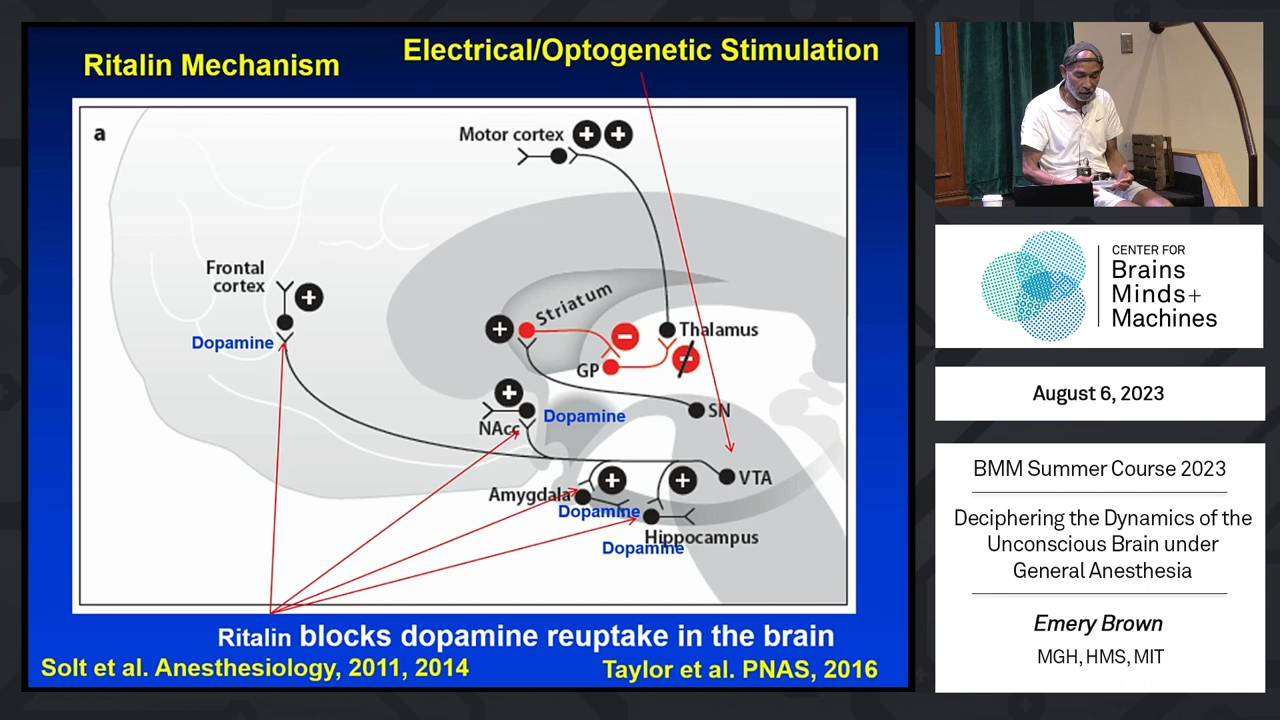 Ritalin Mechanism
Electrical/Optogenetic Stimulation
a
Motor cortex
Frontal
cortex
Dopamine
Striatum
Thalamus
GP
SN
NAcc
Dopamine
VTA
Amygdala
Dopamine
Hippocampus
Dopamine
Ritalin blocks dopamine reuptake in the brain
Solt et al. Anesthesiology, 2011, 2014
Taylor et al. PNAS, 2016
CENTER FOR
Brains
Minds+
Machines
August 6, 2023
BMM Summer Course 2023
Deciphering the Dynamics of the
Unconscious Brain under
General Anesthesia
Emery Brown
MGH, HMS, MIT